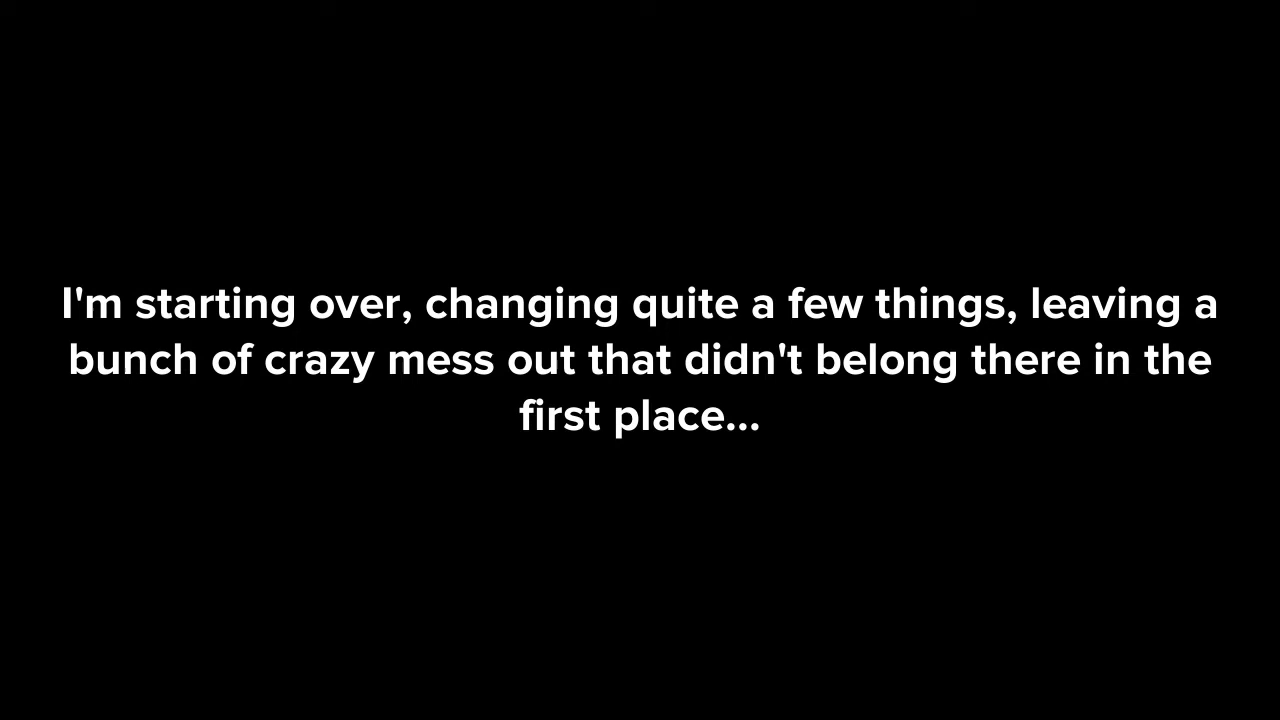 I'm starting over, changing quite a few things, leaving a
bunch of crazy mess out that didn't belong there in the
first place...